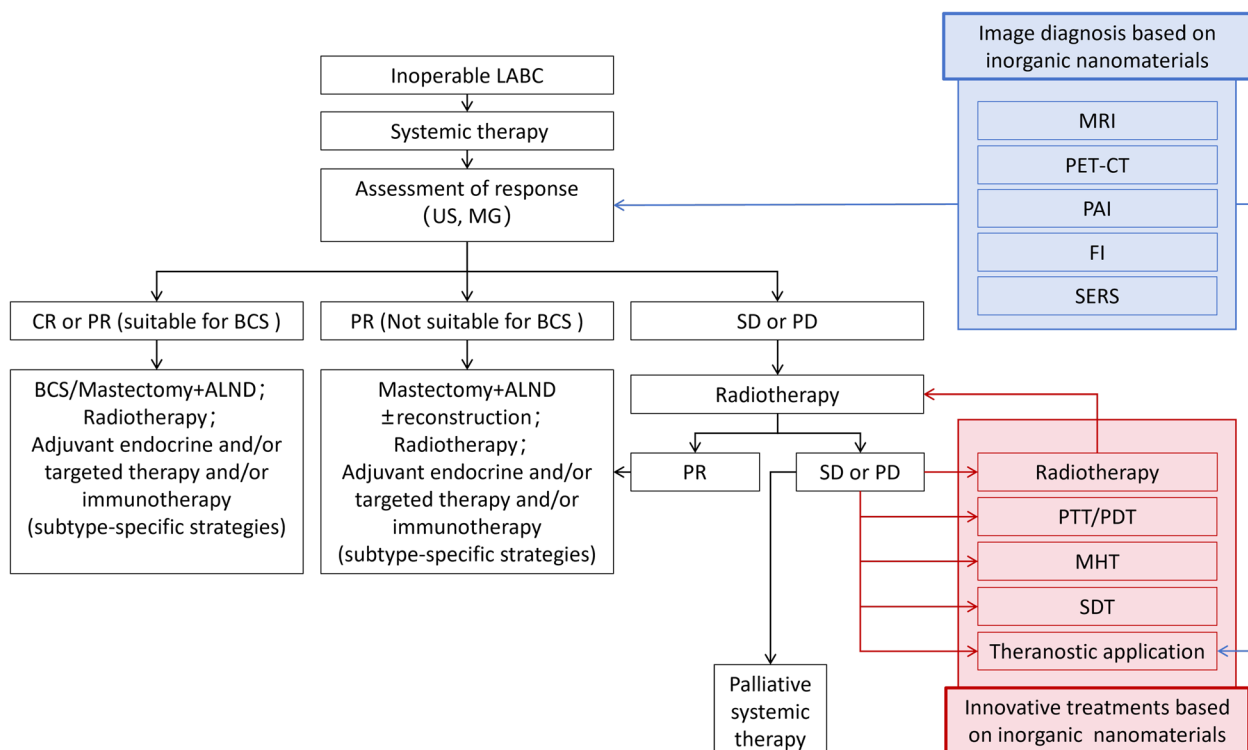 Image diagnosis based on
inorganic nanomaterials
MRI
PET-CT
PAI
FI
SERS
Inoperable LABC
Systemic therapy
Assessment of response
(US, MG)
CR or PR (suitable for BCS )
PR (Not suitable for BCS )
SD or PD
BCS/Mastectomy+ALND;
Radiotherapy;
Adjuvant endocrine and/or
targeted therapy and/or
immunotherapy
(subtype-specific strategies)
Mastectomy+ALND
±reconstruction;
Radiotherapy;
Adjuvant endocrine and/or
targeted therapy and/or
immunotherapy
(subtype-specific strategies)
Radiotherapy
PR
SD or PD
Palliative
systemic
therapy
Radiotherapy
PTT/PDT
MHT
SDT
Theranostic application
Innovative treatments based
on inorganic nanomaterials